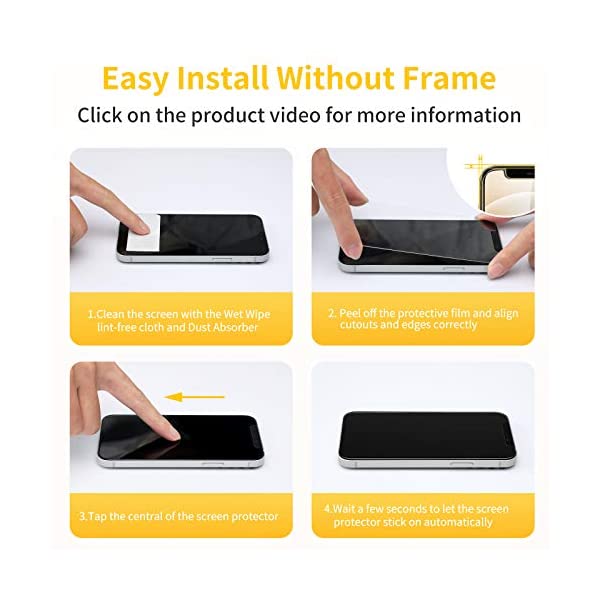 Easy Install Without Frame
Click on the product video for more information
1.Clean the screen with the Wet Wipe
lint-free cloth and Dust Absorber
2. Peel off the protective film and align
cutouts and edges correctly
3.Tap the central of the screen protector
4.Wait a few seconds to let the screen
protector stick on automatically